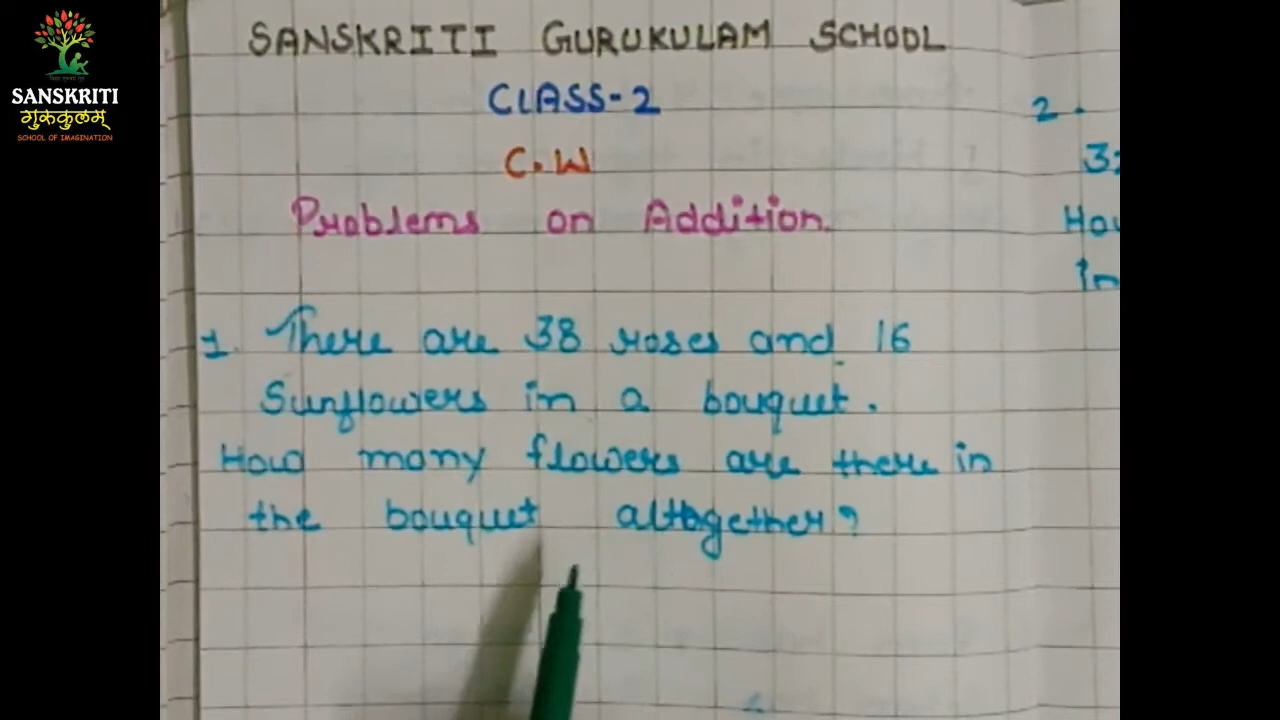 SANSKRITI
गुरुकुलम्
SCHOOL OF IMAGINATION
SANSKRITI GURUKULAM SCHOOL
CLASS-2
C.W
Problems on Addition.
1. There are 38 roses and 16
Sunflowers in a bouquet.
How many flowers are there in
the bouquet altogether?
2.
in